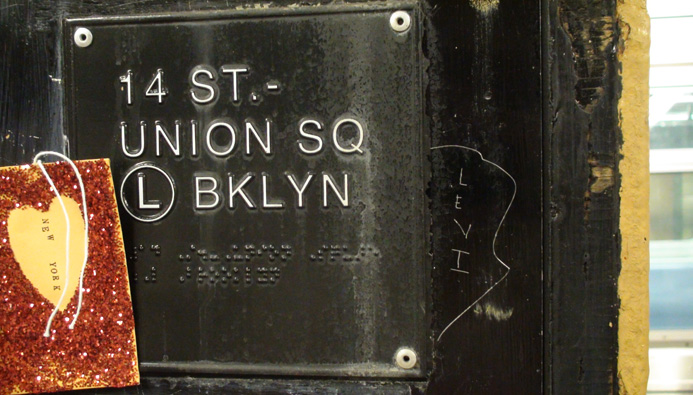 14 ST.-
UNION SQ
L BKLYN
NEW YORK
LEVI